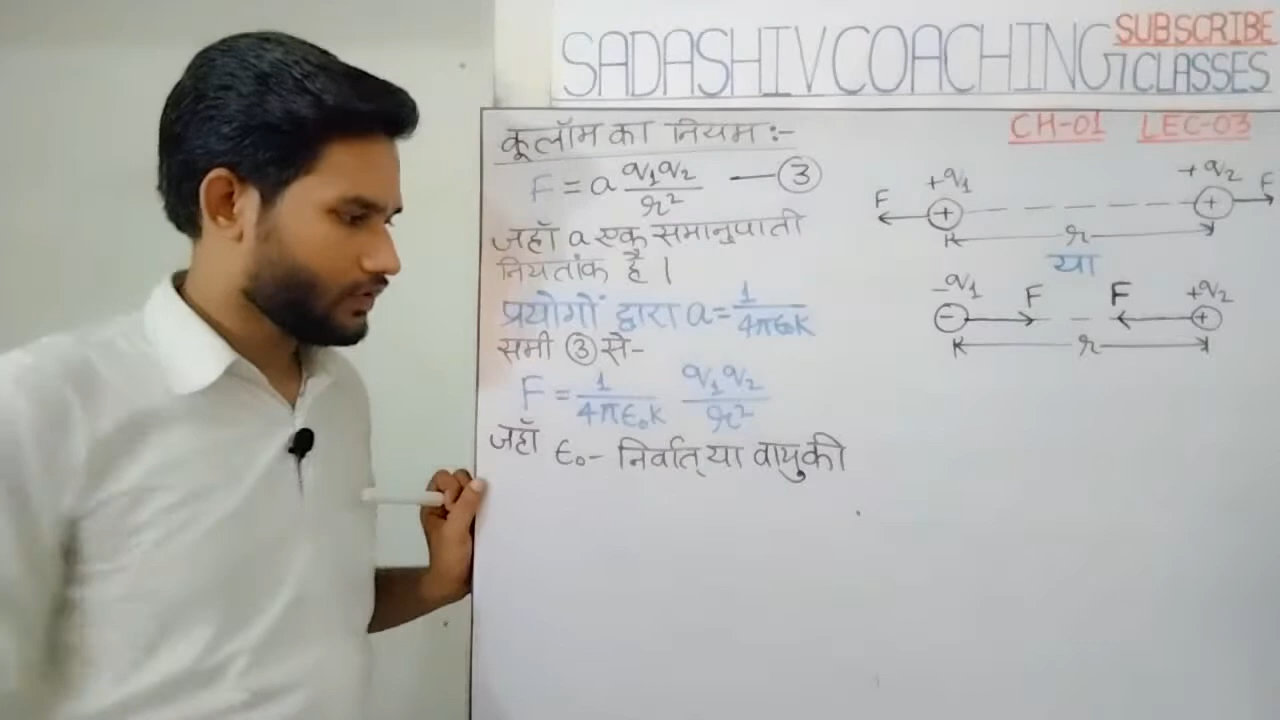 SADASHIV COACHING CLASSES
SUBSCRIBE
CH-01 LEC-03
कूलॉम का नियम :-
F = a q₁q₂/r² — ③
जहाँ a एक समानुपाती
नियतांक है।
प्रयोगों द्वारा a = 1/4πε₀K
समी ③ से-
F = 1/4πε₀K q₁q₂/r²
जहाँ ε₀ - निर्वात् या वायु की
+q₁ +q₂
F + + F
r
या
-q₁ F F +q₂
- +
r